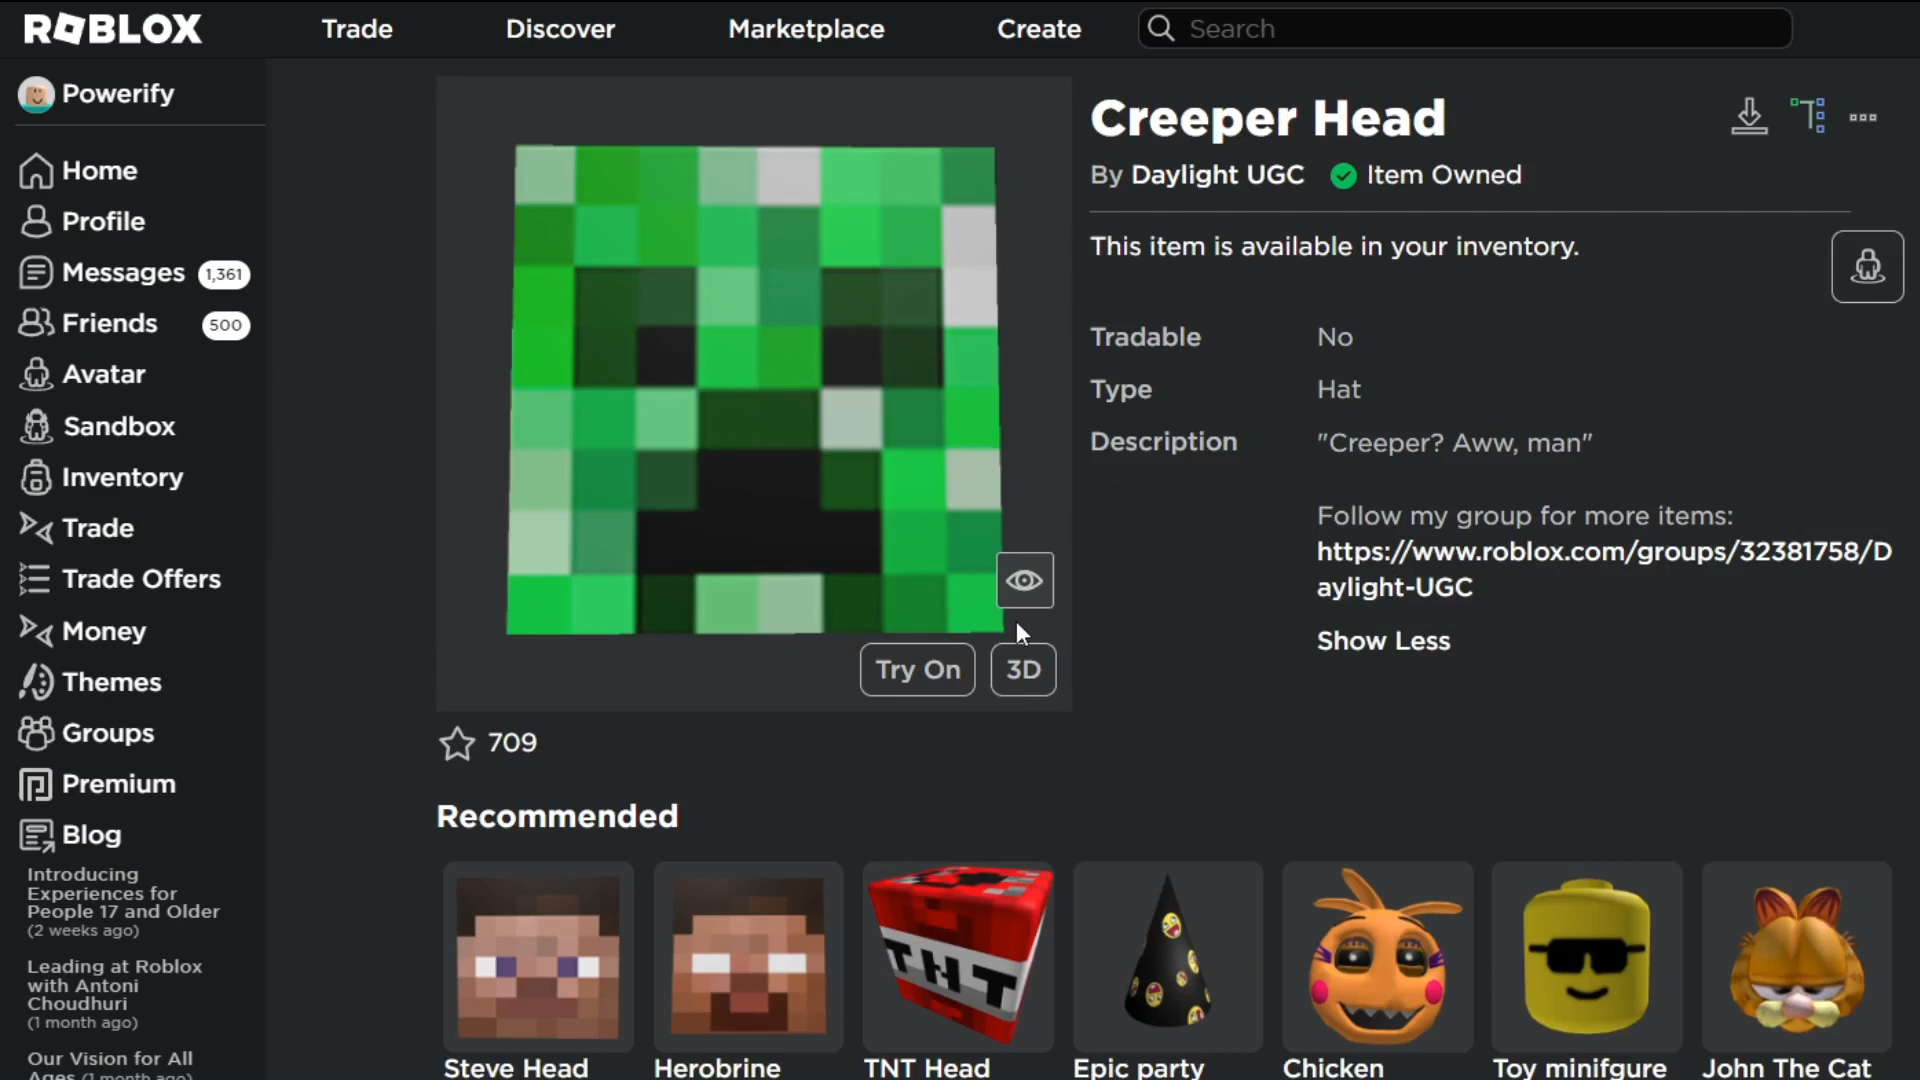 ROBLOX
Trade
Discover
Marketplace
Create
Search
Powerify
Home
Profile
Messages 1,361
Friends 500
Avatar
Sandbox
Inventory
Trade
Trade Offers
Money
Themes
Groups
Premium
Blog
Introducing
Experiences for
People 17 and Older
(2 weeks ago)
Leading at Roblox
with Antoni
Choudhuri
(1 month ago)
Our Vision for All
Ages (1 month ago)
Try On
3D
709
Creeper Head
By Daylight UGC Item Owned
This item is available in your inventory.
Tradable No
Type Hat
Description "Creeper? Aww, man"
Follow my group for more items:
https://www.roblox.com/groups/32381758/D
aylight-UGC
Show Less
Recommended
TNT
Steve Head
Herobrine
TNT Head
Epic party
Chicken
Toy minifgure
John The Cat